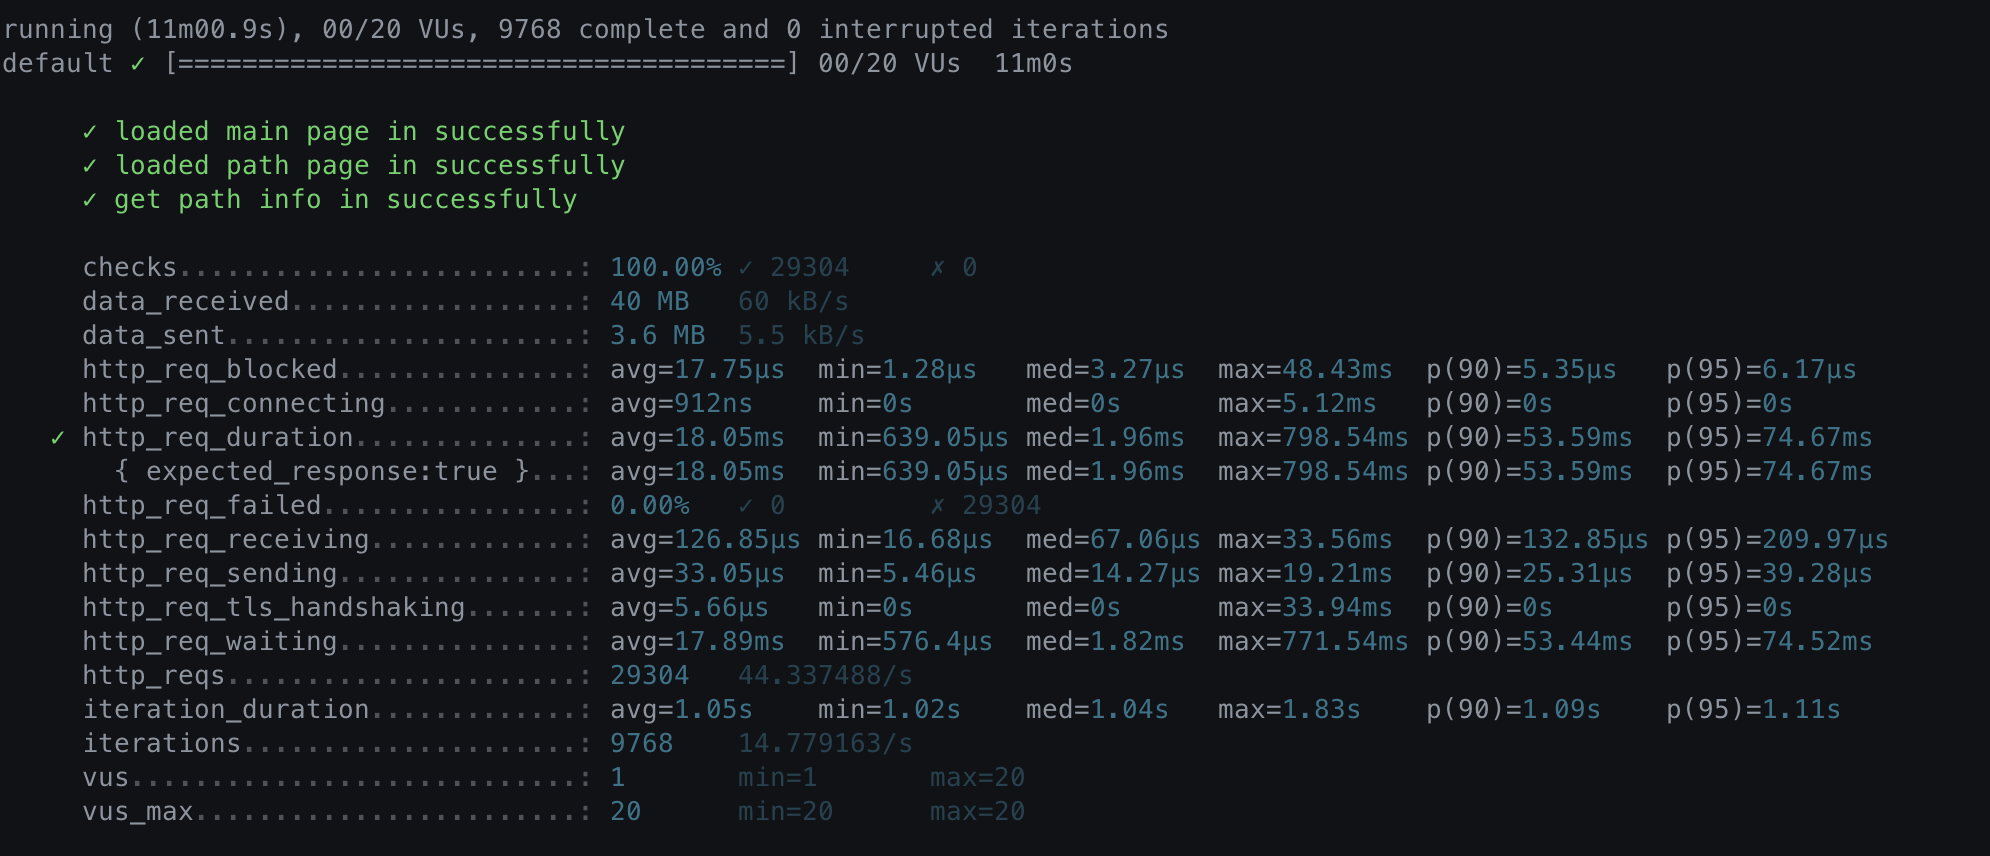 running (11m00.9s), 00/20 VUs, 9768 complete and 0 interrupted iterations
default ✓ [======================================] 00/20 VUs  11m0s

     ✓ loaded main page in successfully
     ✓ loaded path page in successfully
     ✓ get path info in successfully

     checks.........................: 100.00% ✓ 29304     ✗ 0
     data_received..................: 40 MB   60 kB/s
     data_sent......................: 3.6 MB  5.5 kB/s
     http_req_blocked...............: avg=17.75µs  min=1.28µs   med=3.27µs  max=48.43ms  p(90)=5.35µs   p(95)=6.17µs
     http_req_connecting............: avg=912ns    min=0s       med=0s      max=5.12ms   p(90)=0s       p(95)=0s
   ✓ http_req_duration..............: avg=18.05ms  min=639.05µs med=1.96ms  max=798.54ms p(90)=53.59ms  p(95)=74.67ms
       { expected_response:true }...: avg=18.05ms  min=639.05µs med=1.96ms  max=798.54ms p(90)=53.59ms  p(95)=74.67ms
     http_req_failed................: 0.00%   ✓ 0         ✗ 29304
     http_req_receiving.............: avg=126.85µs min=16.68µs  med=67.06µs max=33.56ms  p(90)=132.85µs p(95)=209.97µs
     http_req_sending...............: avg=33.05µs  min=5.46µs   med=14.27µs max=19.21ms  p(90)=25.31µs  p(95)=39.28µs
     http_req_tls_handshaking.......: avg=5.66µs   min=0s       med=0s      max=33.94ms  p(90)=0s       p(95)=0s
     http_req_waiting...............: avg=17.89ms  min=576.4µs  med=1.82ms  max=771.54ms p(90)=53.44ms  p(95)=74.52ms
     http_reqs......................: 29304   44.337488/s
     iteration_duration.............: avg=1.05s    min=1.02s    med=1.04s   max=1.83s    p(90)=1.09s    p(95)=1.11s
     iterations.....................: 9768    14.779163/s
     vus............................: 1       min=1       max=20
     vus_max........................: 20      min=20      max=20